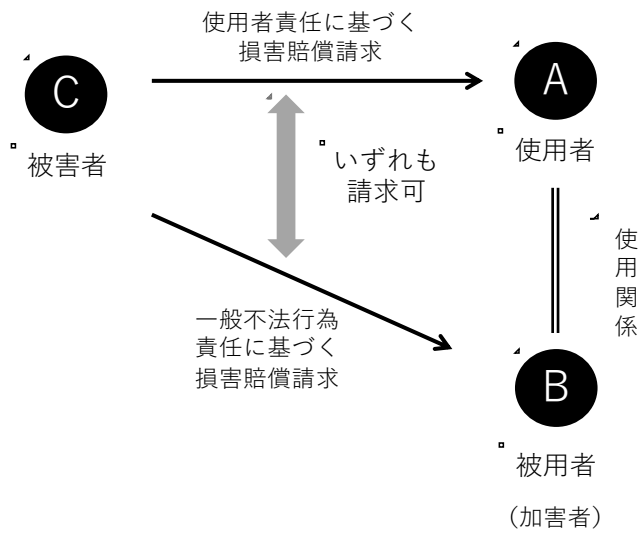 使用者責任に基づく
損害賠償請求
C
被害者
A
使用者
いずれも
請求可
使用関係
一般不法行為
責任に基づく
損害賠償請求
B
被用者
（加害者）